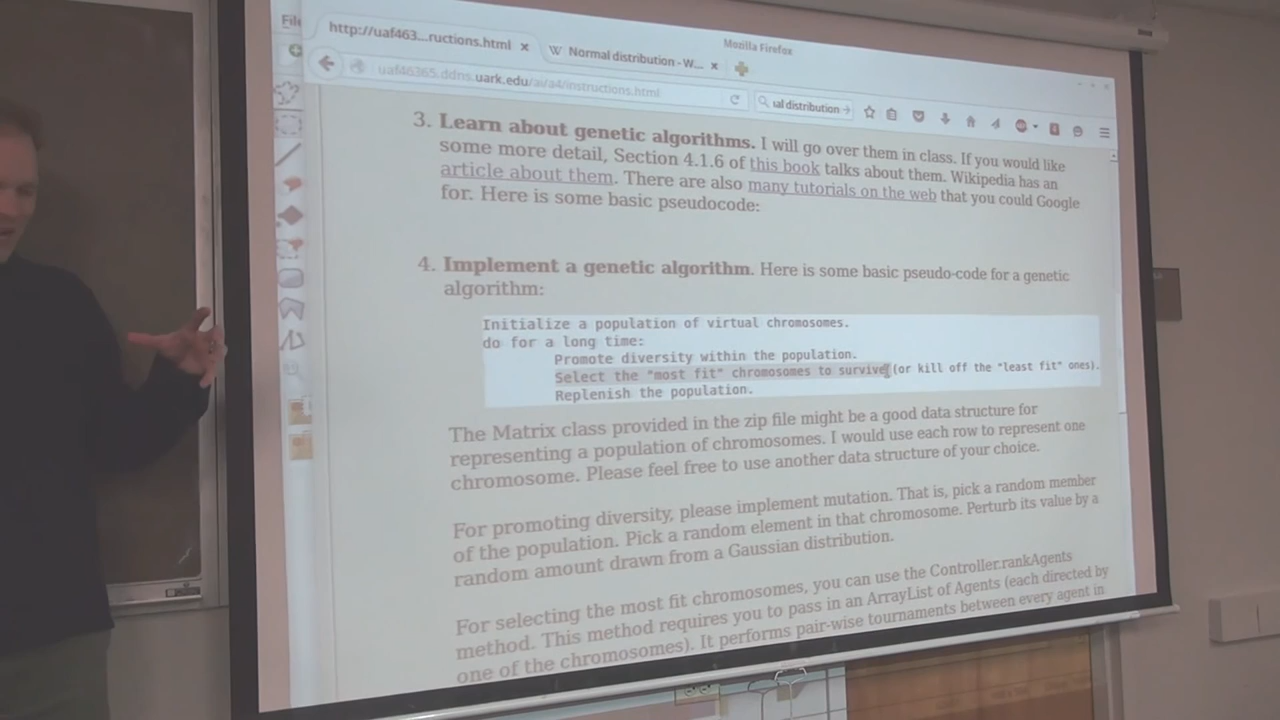 File
Mozilla Firefox
http://uaf463...ructions.html ×
W Normal distribution - W... ×
uaf46365.ddns.uark.edu/ai/a4/instructions.html
ual distribution
3. Learn about genetic algorithms. I will go over them in class. If you would like
some more detail, Section 4.1.6 of this book talks about them. Wikipedia has an
article about them. There are also many tutorials on the web that you could Google
for. Here is some basic pseudocode:
4. Implement a genetic algorithm. Here is some basic pseudo-code for a genetic
algorithm:
Initialize a population of virtual chromosomes.
do for a long time:
Promote diversity within the population.
Select the "most fit" chromosomes to survive (or kill off the "least fit" ones).
Replenish the population.
The Matrix class provided in the zip file might be a good data structure for
representing a population of chromosomes. I would use each row to represent one
chromosome. Please feel free to use another data structure of your choice.
For promoting diversity, please implement mutation. That is, pick a random member
of the population. Pick a random element in that chromosome. Perturb its value by a
random amount drawn from a Gaussian distribution.
For selecting the most fit chromosomes, you can use the Controller.rankAgents
method. This method requires you to pass in an ArrayList of Agents (each directed by
one of the chromosomes). It performs pair-wise tournaments between every agent in